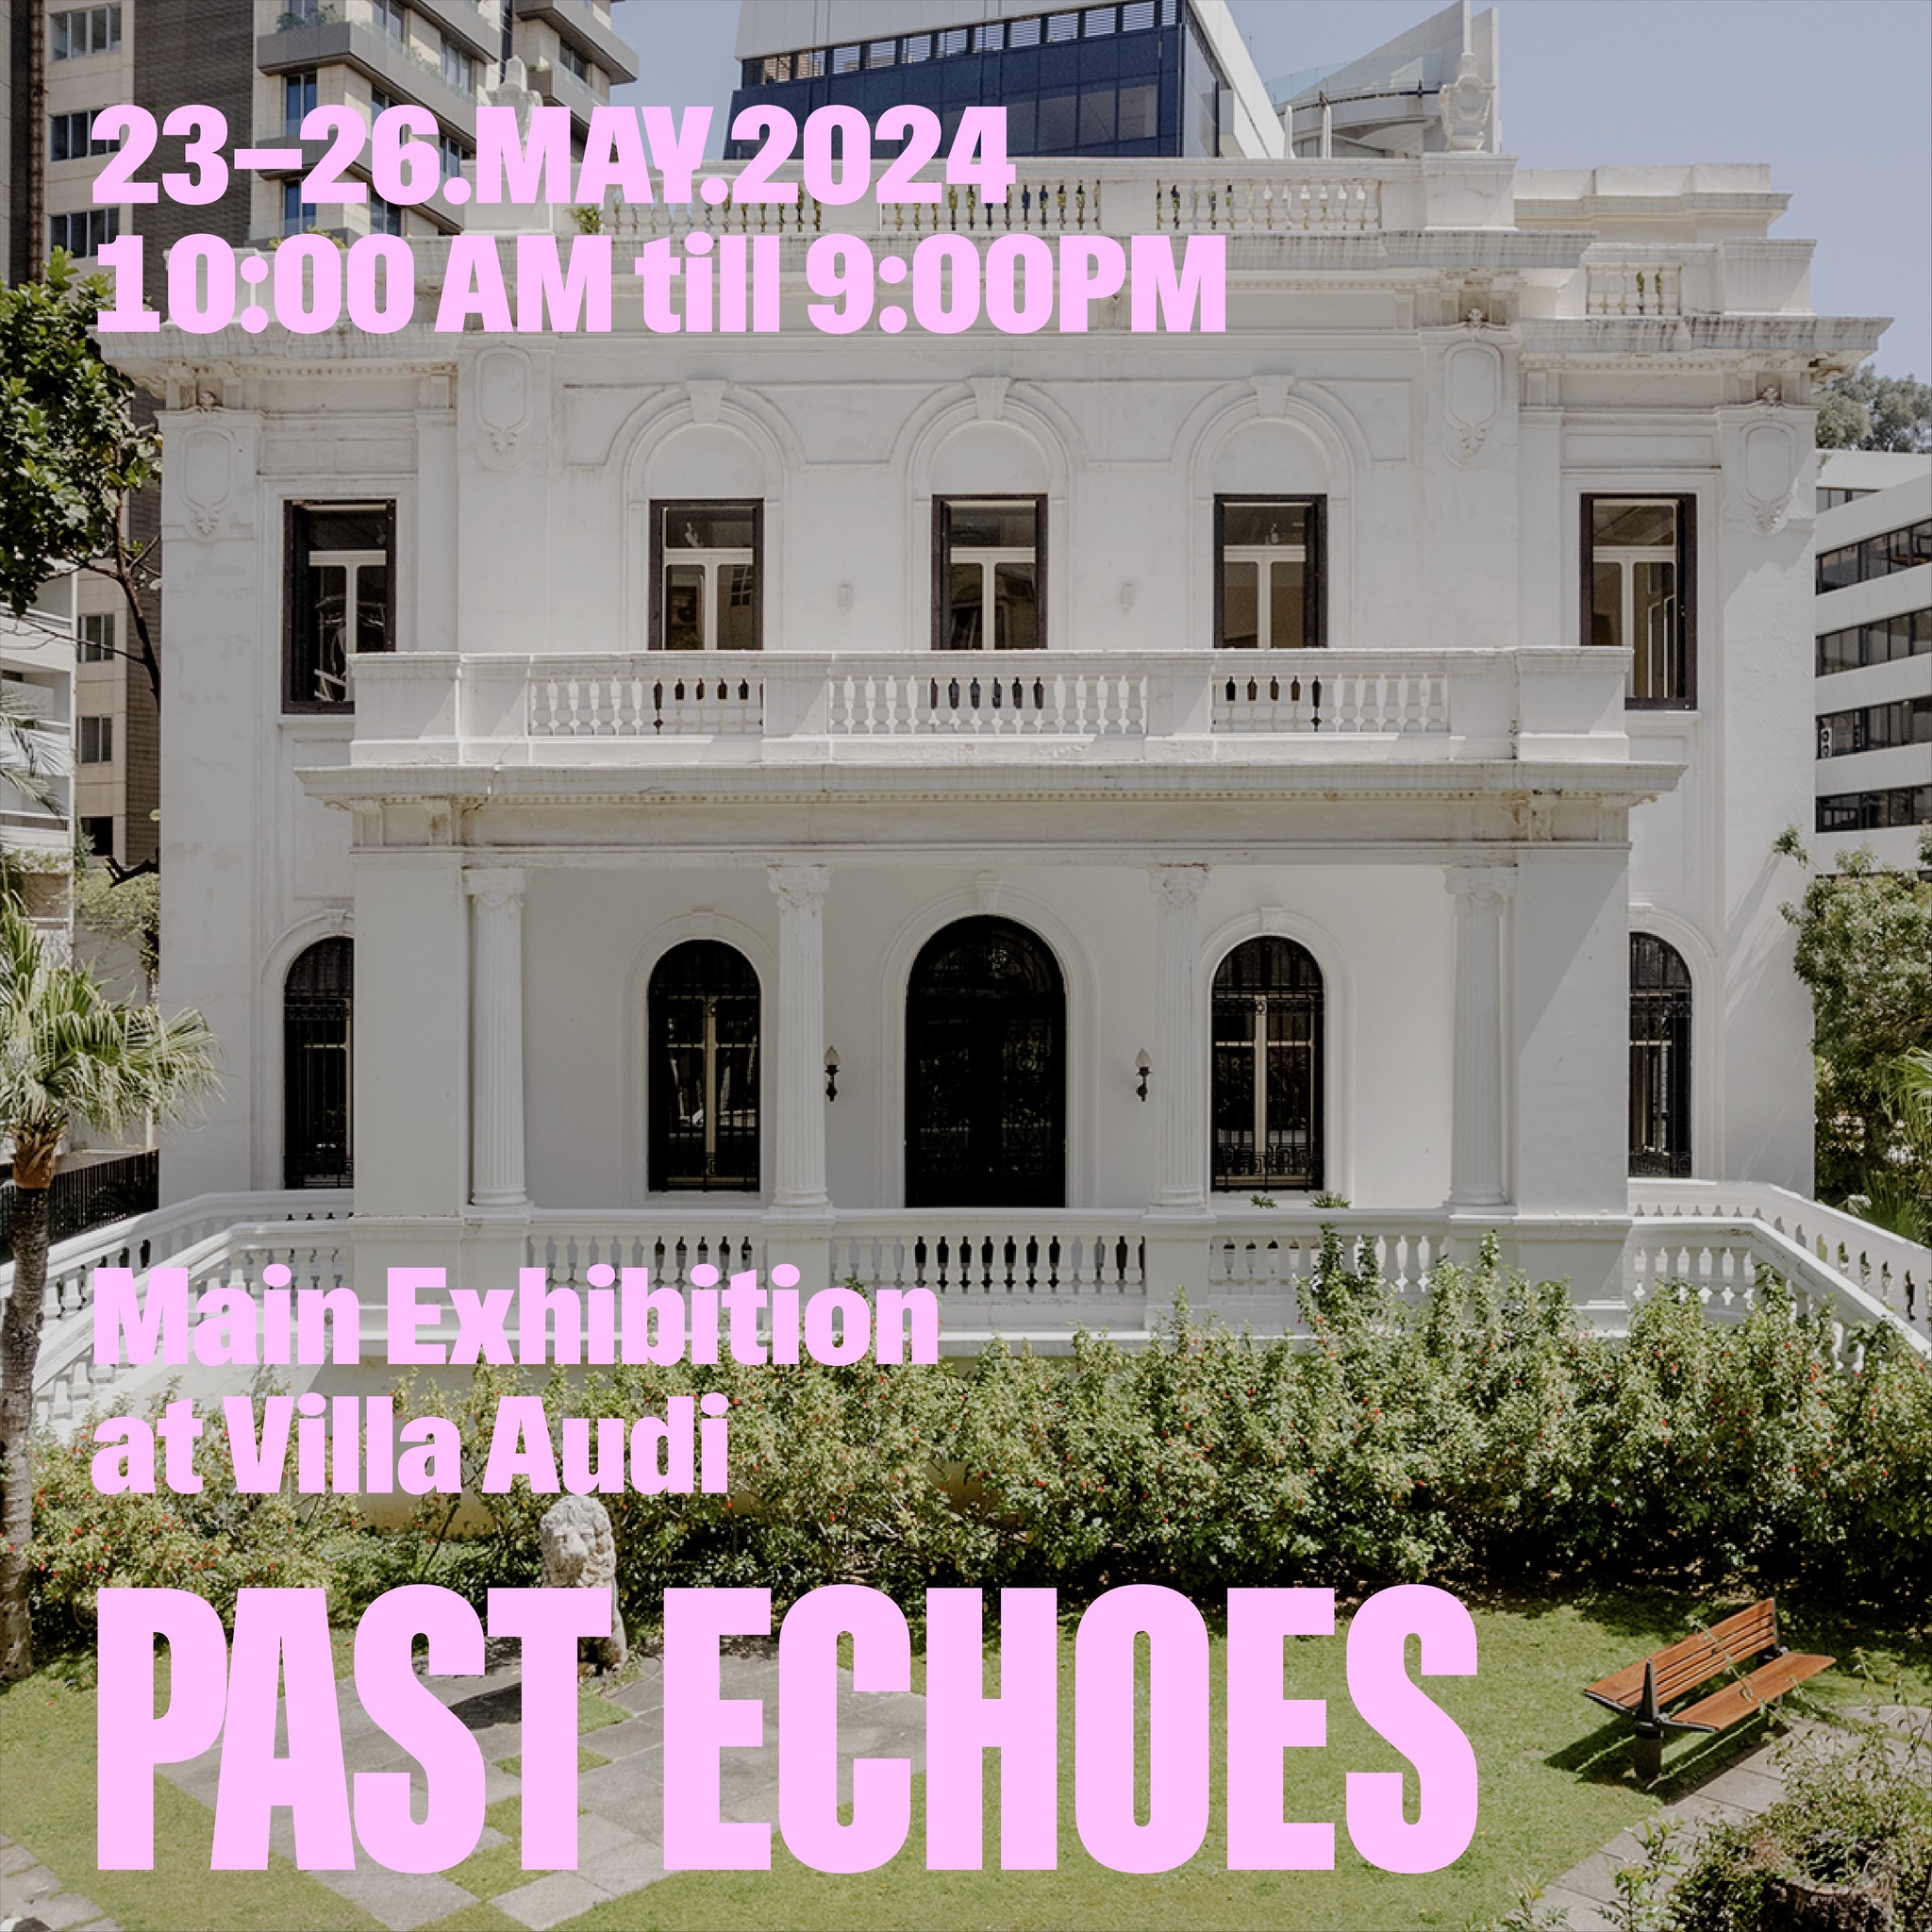 23–26.MAY.2024
10:00 AM till 9:00PM
Main Exhibition
at Villa Audi
PAST ECHOES